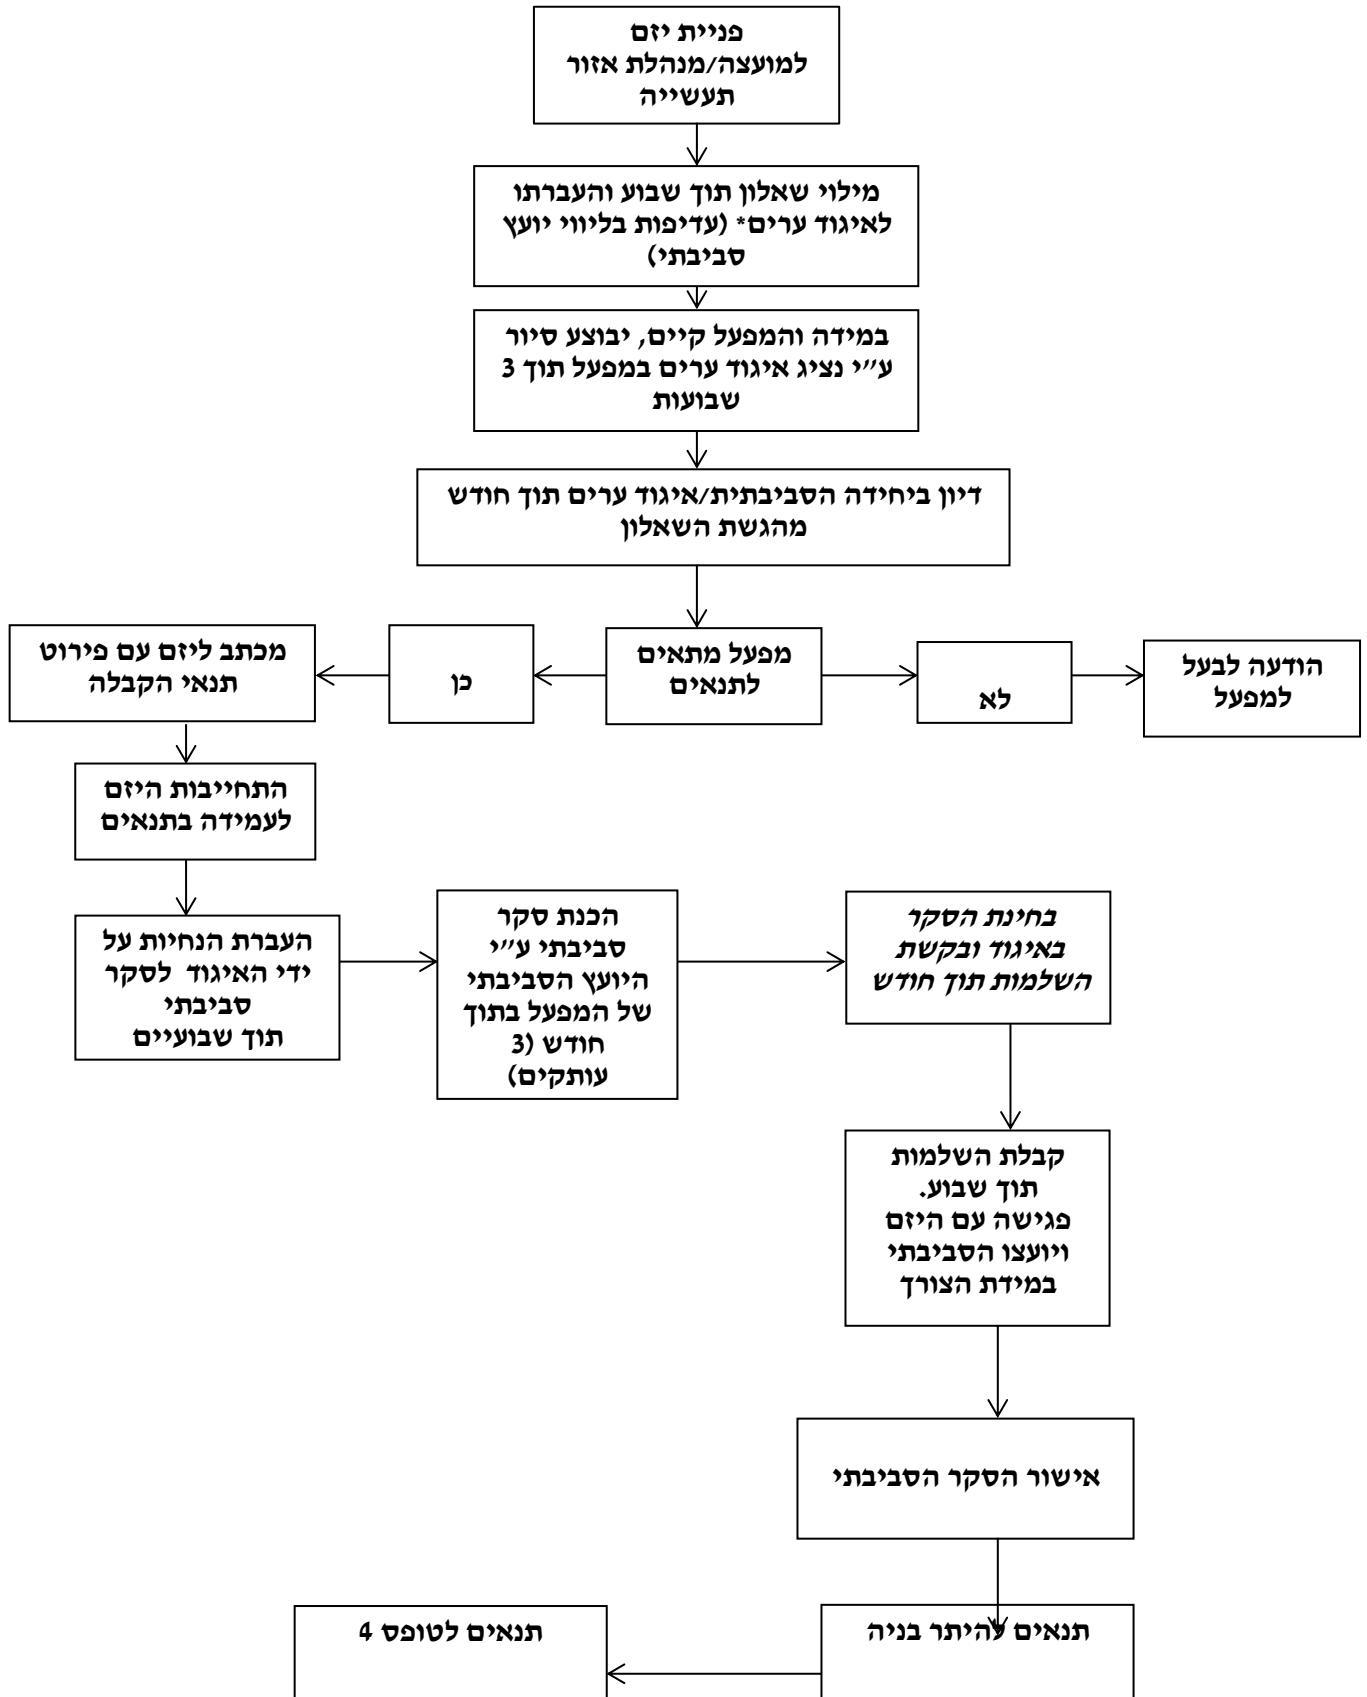 פניית יזם
למועצה/מנהלת אזור
תעשייה
מילוי שאלון תוך שבוע והעברתו
לאיגוד ערים* (עדיפות בליווי יועץ
סביבתי)
במידה והמפעל קיים, יבוצע סיור
ע״י נציג איגוד ערים במפעל תוך 3
שבועות
דיון ביחידה הסביבתית/איגוד ערים תוך חודש
מהגשת השאלון
מפעל מתאים
לתנאים
לא
הודעה לבעל
למפעל
כן
מכתב ליזם עם פירוט
תנאי הקבלה
התחייבות היזם
לעמידה בתנאים
העברת הנחיות על
ידי האיגוד לסקר
סביבתי
תוך שבועיים
הכנת סקר
סביבתי ע״י
היועץ הסביבתי
של המפעל בתוך
חודש (3
עותקים)
בחינת הסקר
באיגוד ובקשת
השלמות תוך חודש
קבלת השלמות
תוך שבוע.
פגישה עם היזם
ויועצו הסביבתי
במידת הצורך
אישור הסקר הסביבתי
תנאים להיתר בניה
תנאים לטופס 4